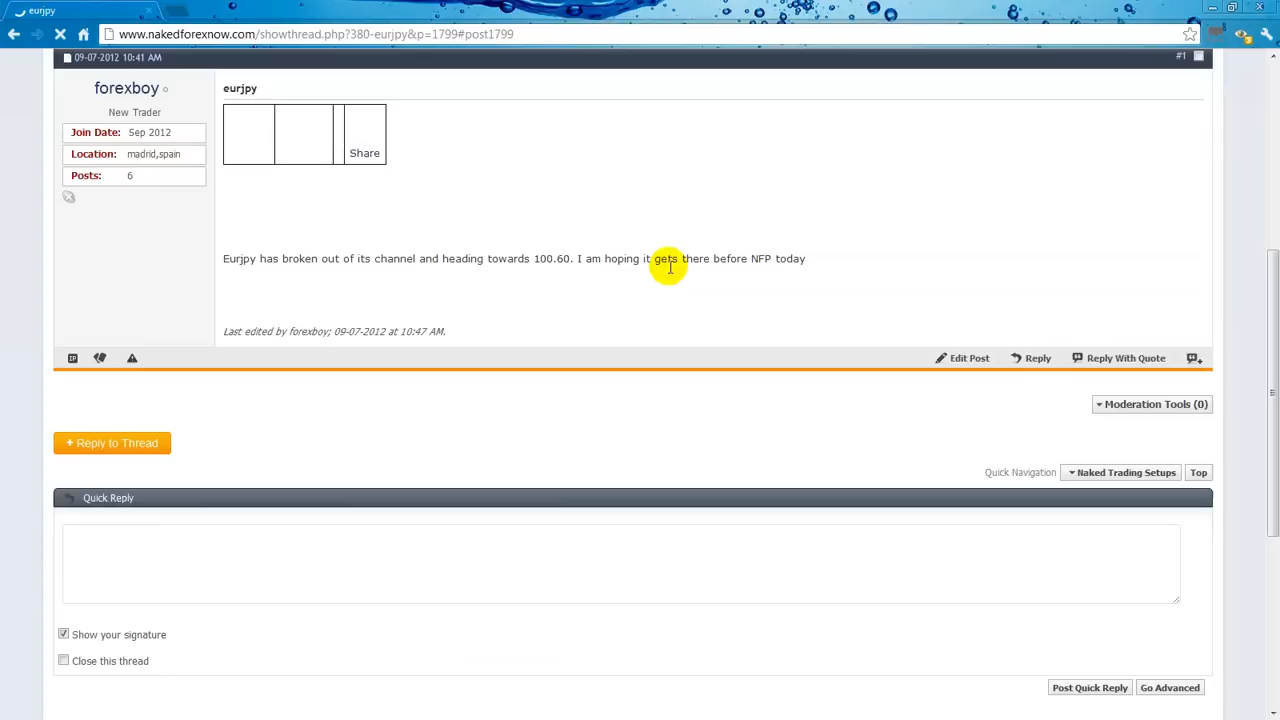 eurjpy
www.nakedforexnow.com/showthread.php?380-eurjpy&p=1799#post1799
09-07-2012 10:41 AM
#1
forexboy
New Trader
Join Date: Sep 2012
Location: madrid,spain
Posts: 6
eurjpy
Share
Eurjpy has broken out of its channel and heading towards 100.60. I am hoping it gets there before NFP today
Last edited by forexboy; 09-07-2012 at 10:47 AM.
IP
Edit Post
Reply
Reply With Quote
Moderation Tools (0)
+ Reply to Thread
Quick Navigation
Naked Trading Setups
Top
Quick Reply
Show your signature
Close this thread
Post Quick Reply
Go Advanced